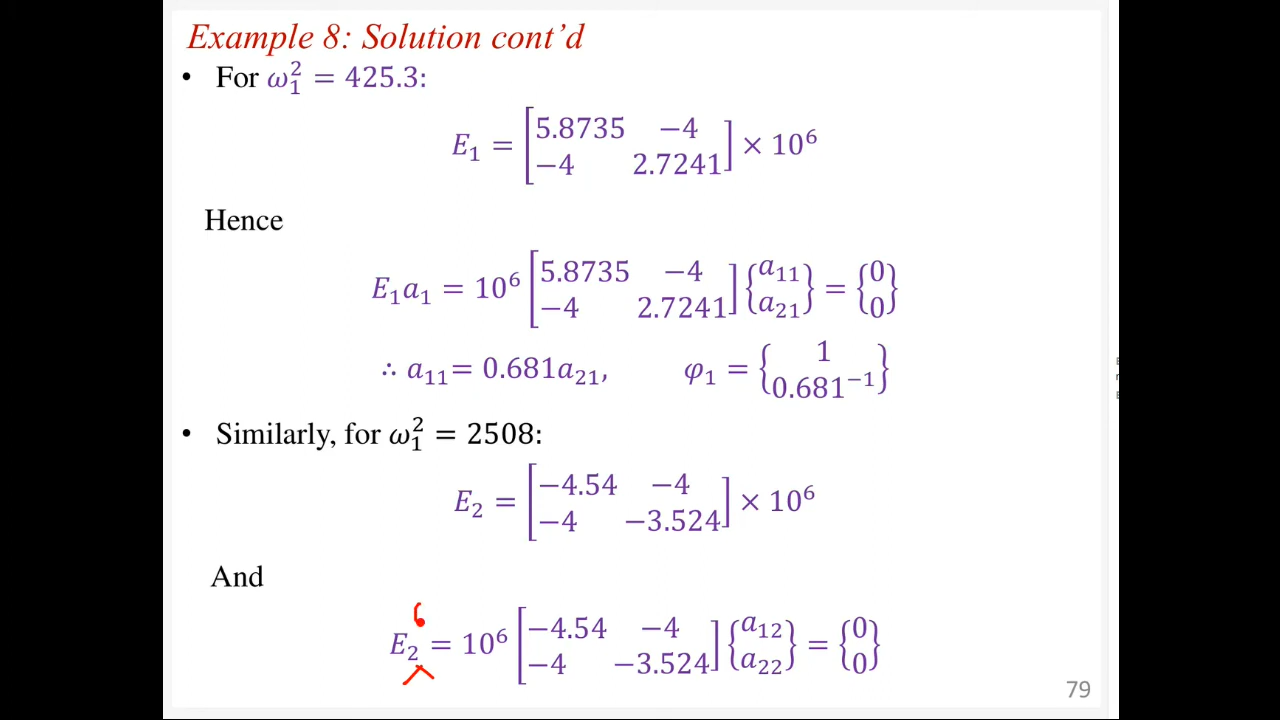 Example 8: Solution cont’d
• For ω₁² = 425.3:
E₁ = [5.8735 −4
−4 2.7241] × 10⁶
Hence
E₁a₁ = 10⁶ [5.8735 −4
−4 2.7241] {a₁₁
a₂₁} = {0
0}
∴ a₁₁= 0.681a₂₁, φ₁ = {1
0.681⁻¹}
• Similarly, for ω₁² = 2508:
E₂ = [−4.54 −4
−4 −3.524] × 10⁶
And
E₂ = 10⁶ [−4.54 −4
−4 −3.524] {a₁₂
a₂₂} = {0
0}
79